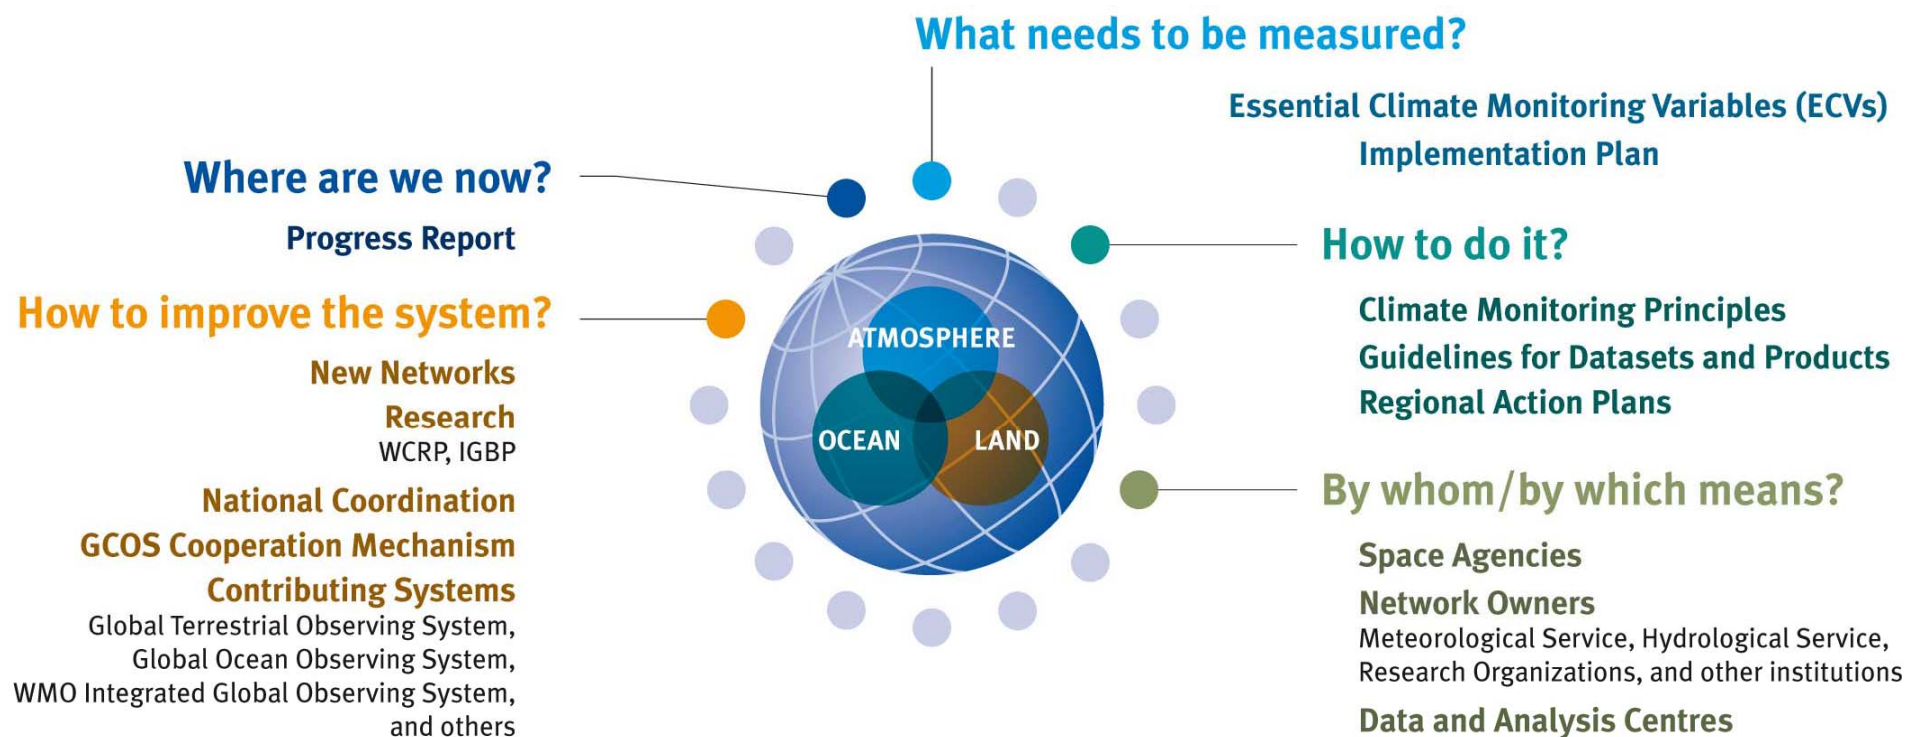 What needs to be measured?
Essential Climate Monitoring Variables (ECVs)
Implementation Plan
Where are we now?
Progress Report
How to improve the system?
New Networks
Research
WCRP, IGBP
National Coordination
GCOS Cooperation Mechanism
Contributing Systems
Global Terrestrial Observing System,
Global Ocean Observing System,
WMO Integrated Global Observing System,
and others
ATMOSPHERE
OCEAN
LAND
How to do it?
Climate Monitoring Principles
Guidelines for Datasets and Products
Regional Action Plans
By whom/by which means?
Space Agencies
Network Owners
Meteorological Service, Hydrological Service,
Research Organizations, and other institutions
Data and Analysis Centres